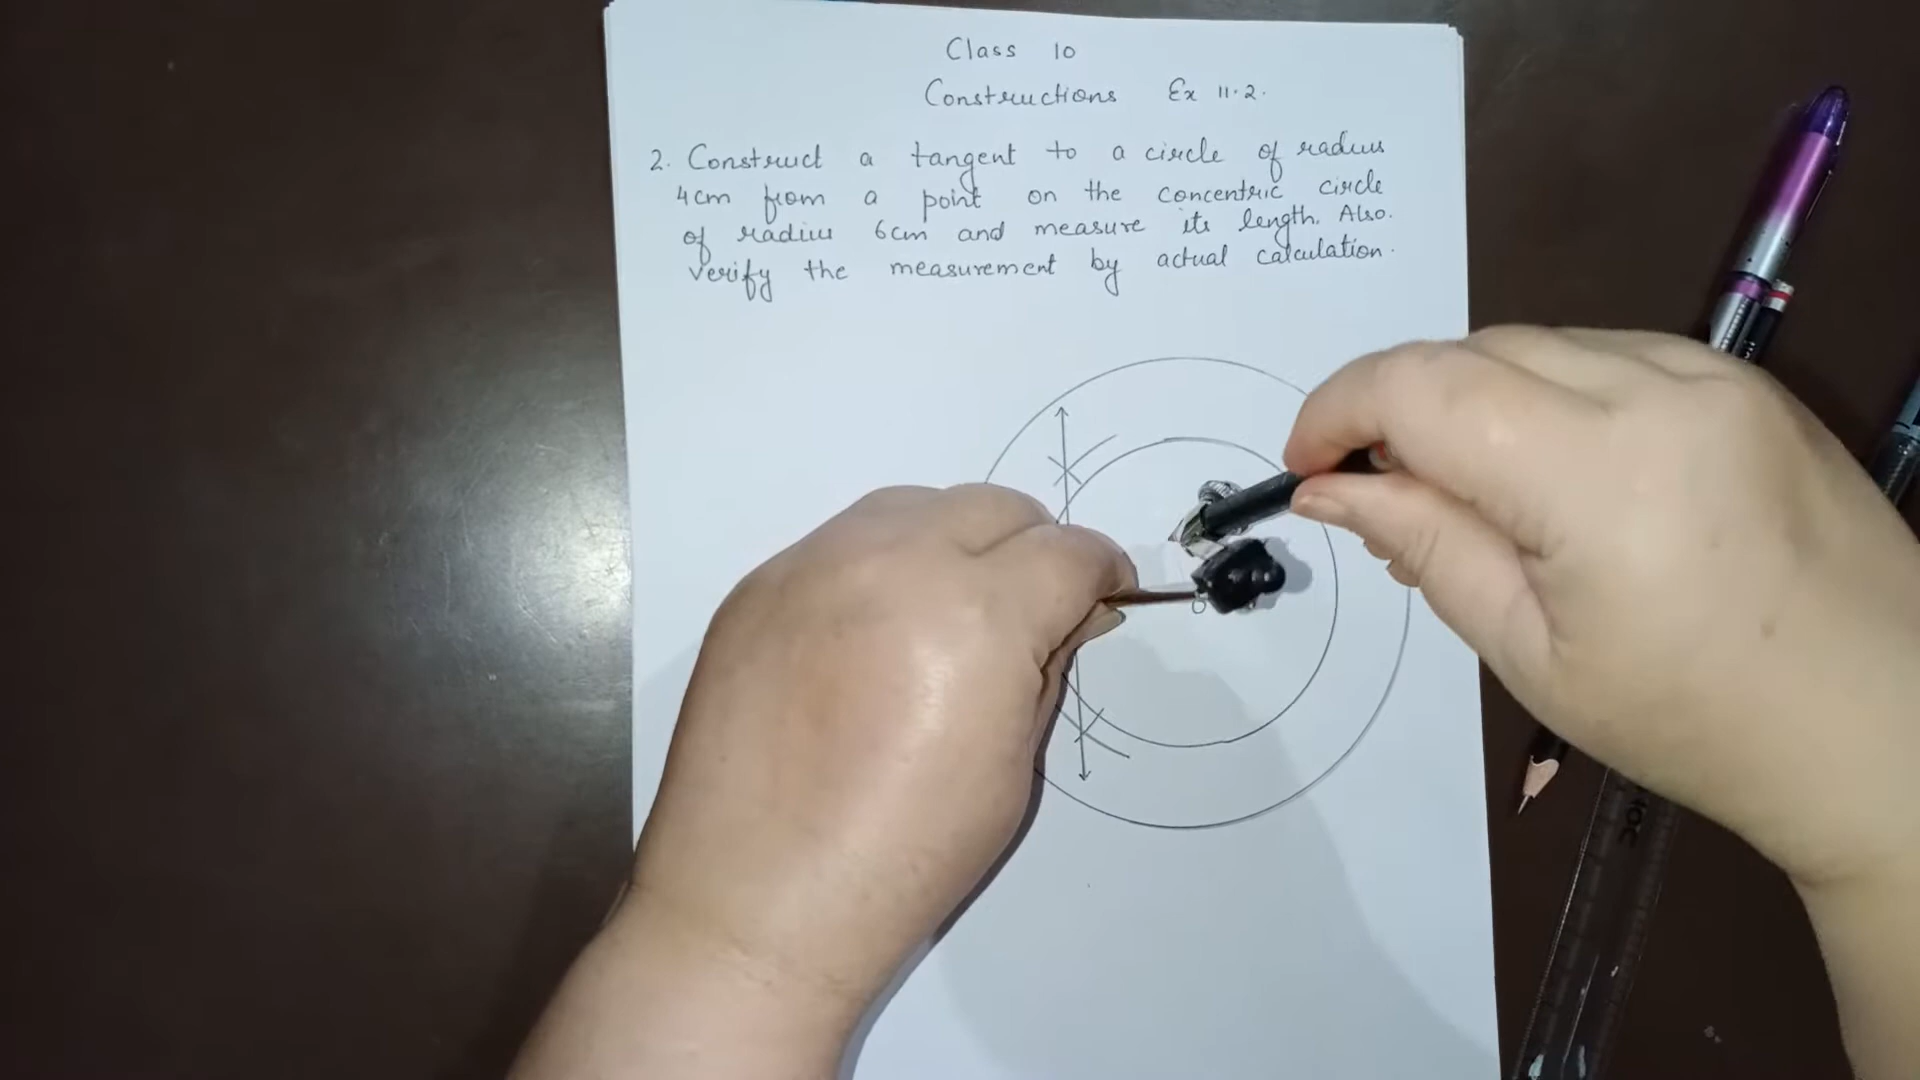 Class 10
Constructions Ex 11.2.
2. Construct a tangent to a circle of radius
4cm from a point on the concentric circle
of radius 6cm and measure its length. Also.
verify the measurement by actual calculation.
O